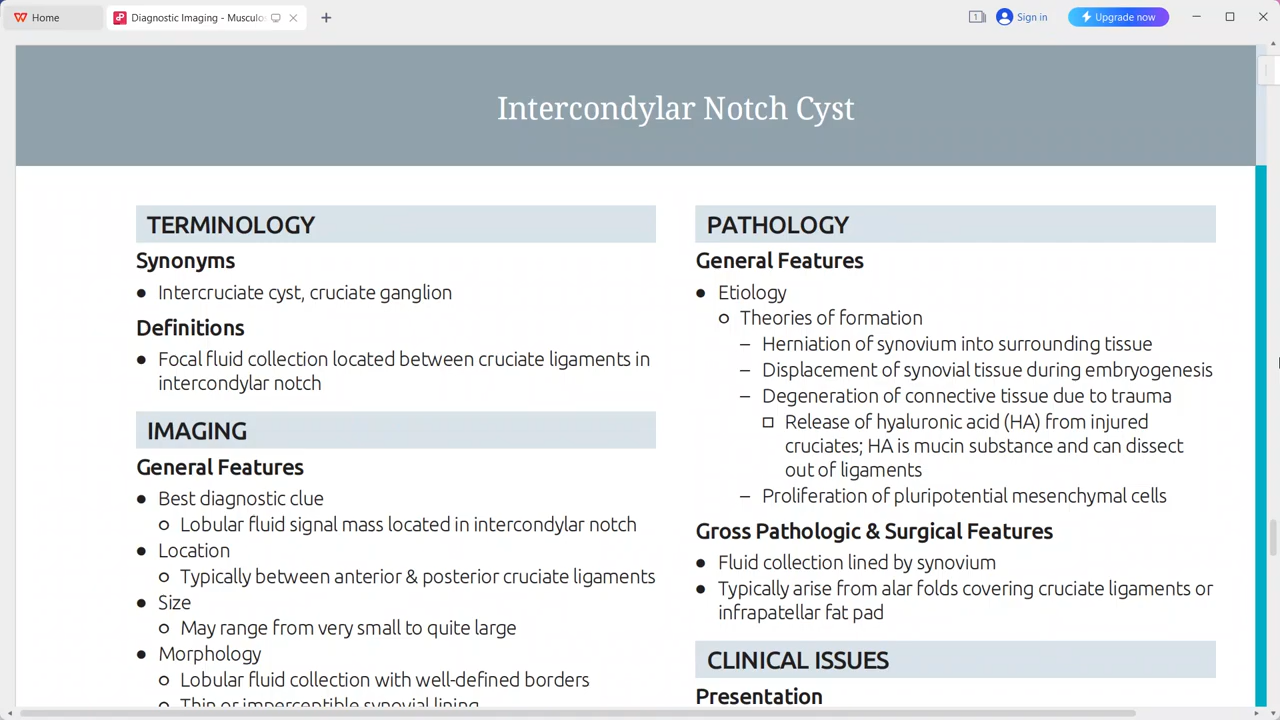 Home
Diagnostic Imaging - Musculos
1
Sign in
Upgrade now
Intercondylar Notch Cyst
TERMINOLOGY
Synonyms
● Intercruciate cyst, cruciate ganglion
Definitions
● Focal fluid collection located between cruciate ligaments in
intercondylar notch
IMAGING
General Features
● Best diagnostic clue
○ Lobular fluid signal mass located in intercondylar notch
● Location
○ Typically between anterior & posterior cruciate ligaments
● Size
○ May range from very small to quite large
● Morphology
○ Lobular fluid collection with well-defined borders
○ Thin or imperceptible synovial lining
PATHOLOGY
General Features
● Etiology
○ Theories of formation
– Herniation of synovium into surrounding tissue
– Displacement of synovial tissue during embryogenesis
– Degeneration of connective tissue due to trauma
□ Release of hyaluronic acid (HA) from injured
cruciates; HA is mucin substance and can dissect
out of ligaments
– Proliferation of pluripotential mesenchymal cells
Gross Pathologic & Surgical Features
● Fluid collection lined by synovium
● Typically arise from alar folds covering cruciate ligaments or
infrapatellar fat pad
CLINICAL ISSUES
Presentation